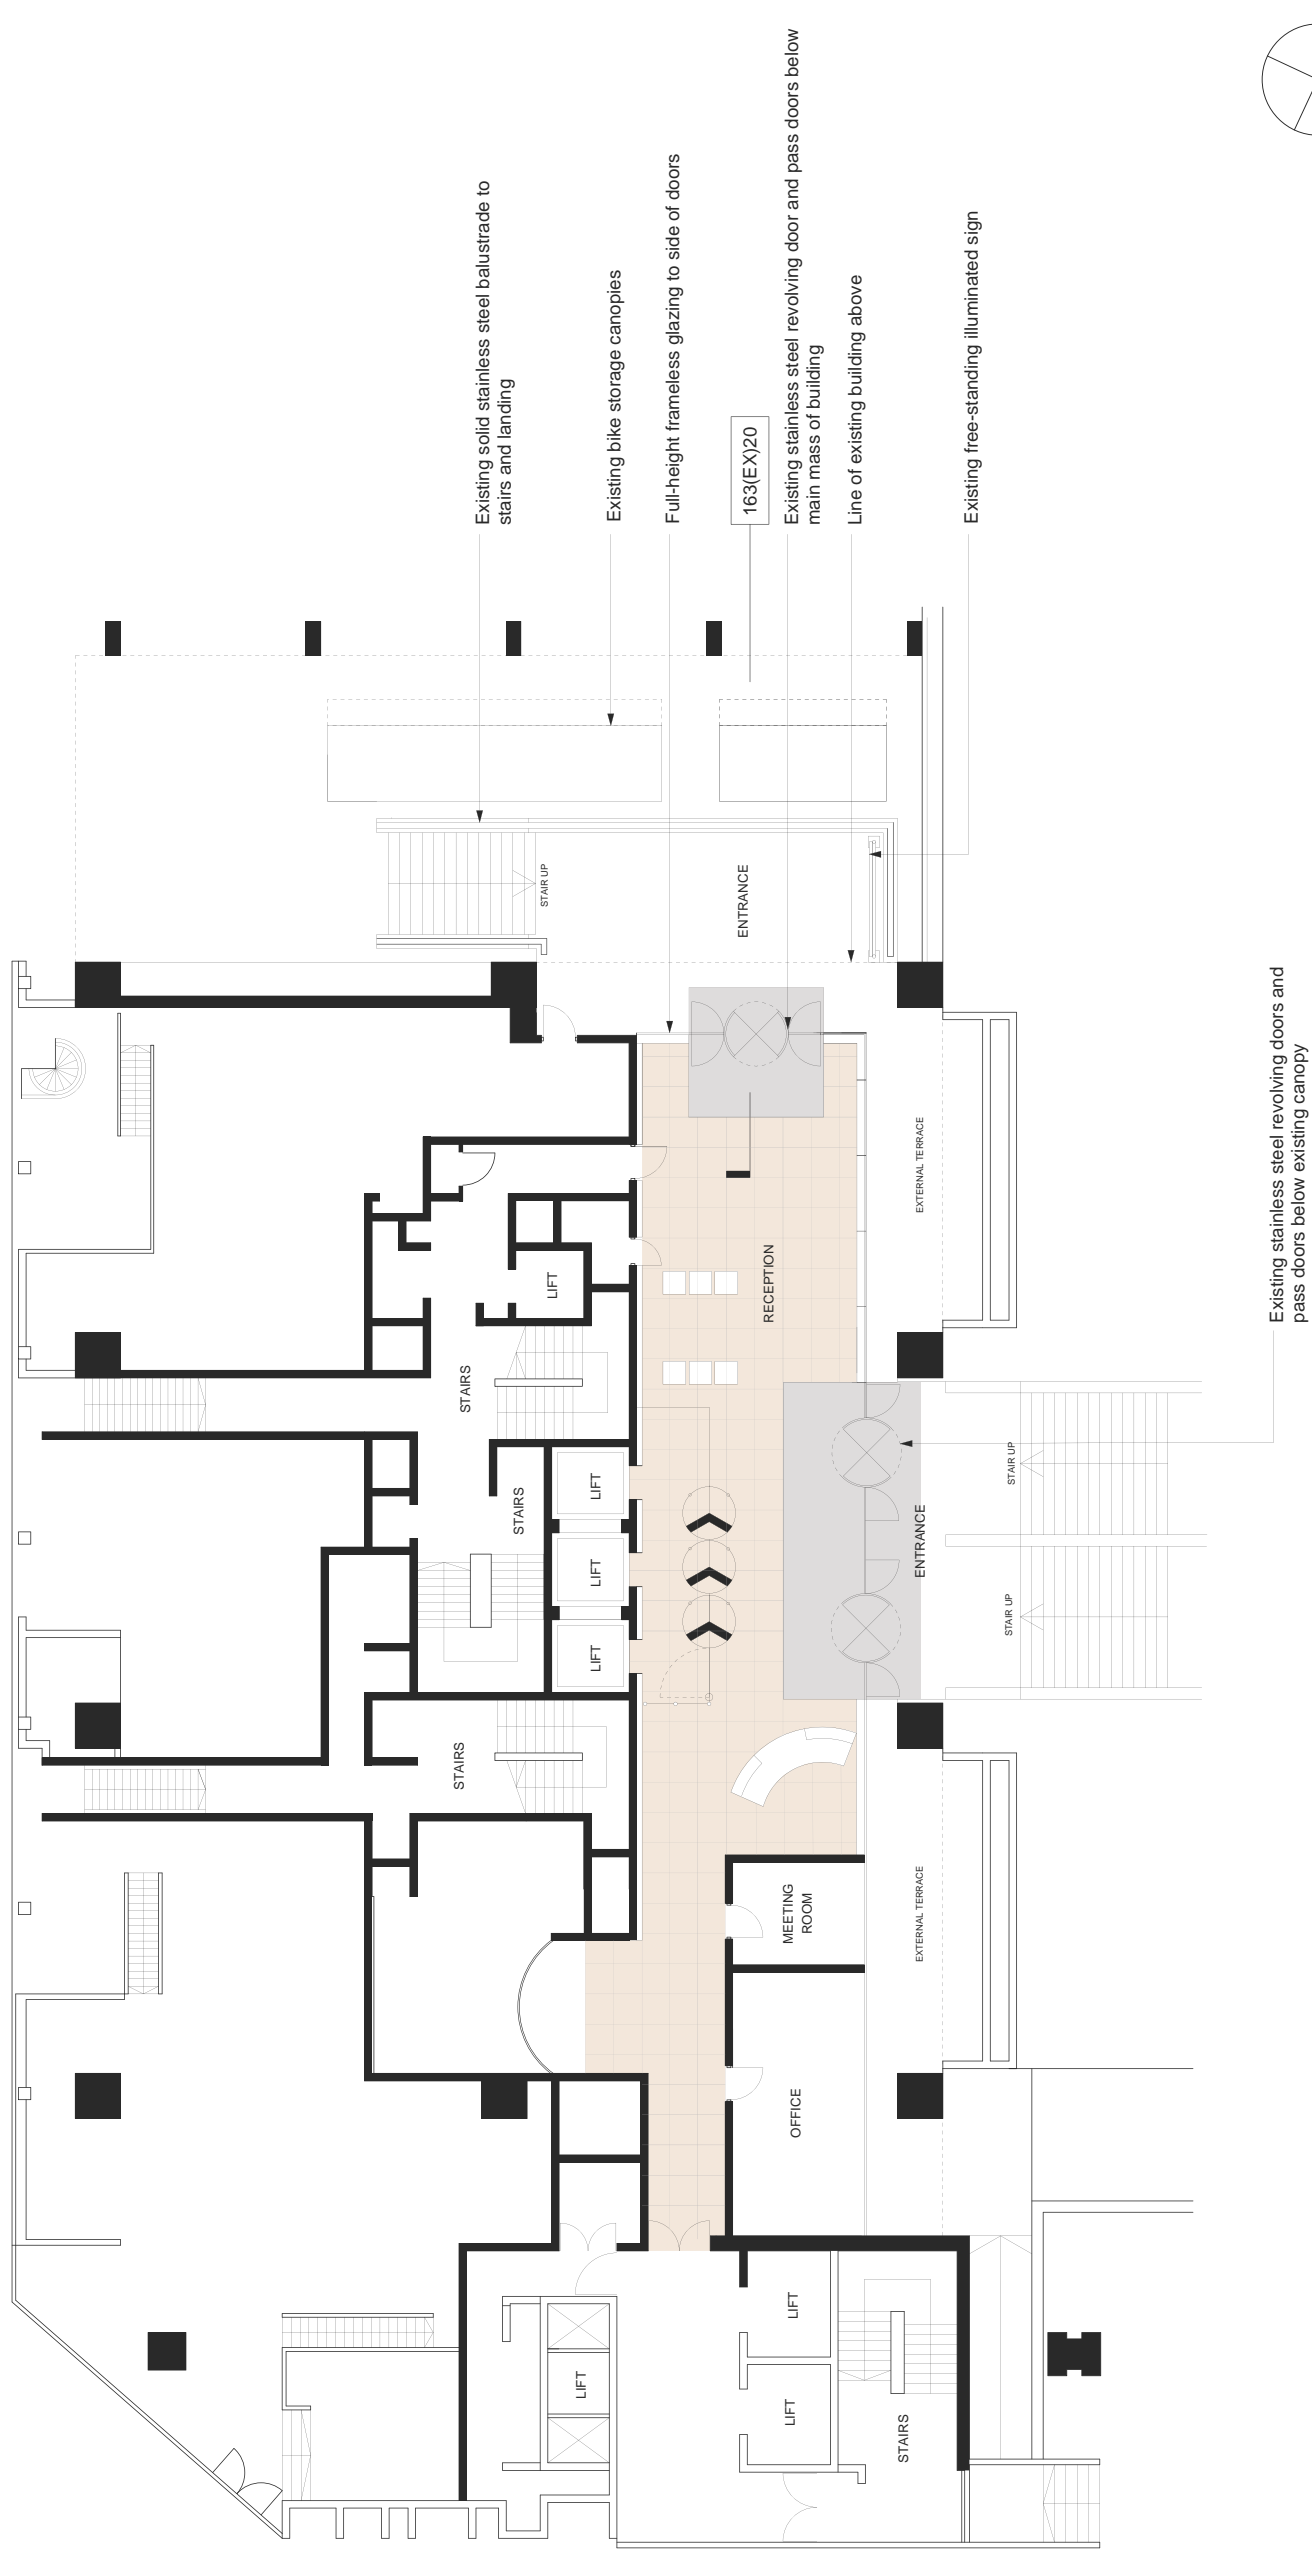 Existing solid stainless steel balustrade to
stairs and landing
Existing bike storage canopies
Full-height frameless glazing to side of doors
163(EX)20
Existing stainless steel revolving door and pass doors below
main mass of building
Line of existing building above
Existing free-standing illuminated sign
Existing stainless steel revolving doors and
pass doors below existing canopy
STAIR UP
ENTRANCE
EXTERNAL TERRACE
RECEPTION
LIFT
STAIRS
STAIRS
LIFT
LIFT
LIFT
STAIR UP
ENTRANCE
STAIR UP
STAIRS
MEETING
ROOM
EXTERNAL TERRACE
OFFICE
LIFT
LIFT
LIFT
STAIRS